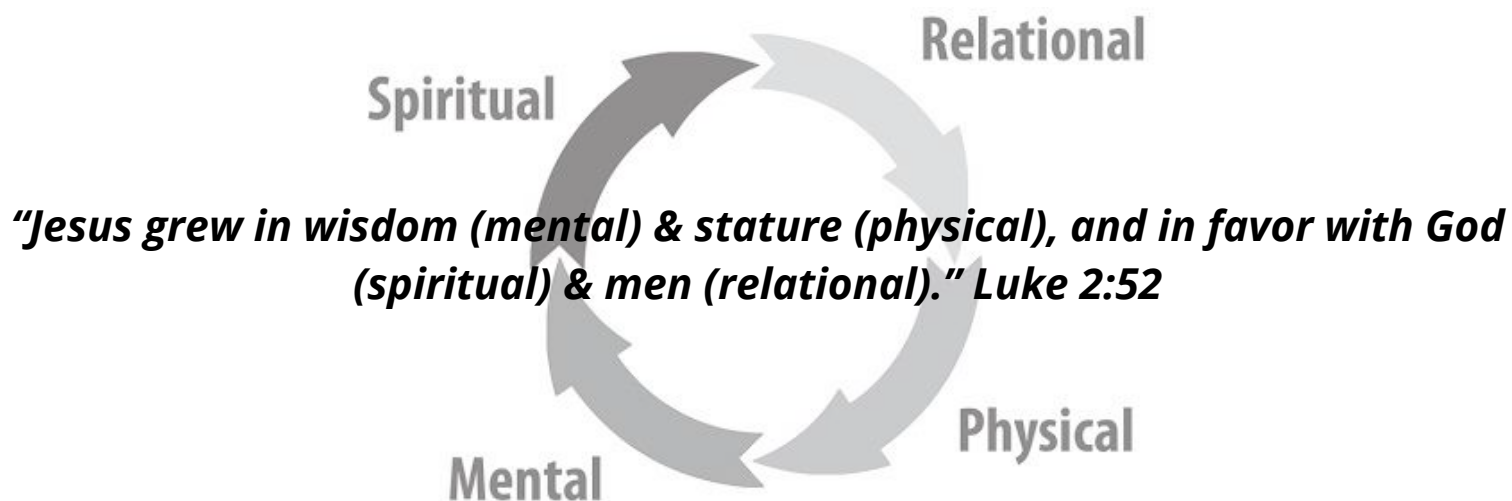 Relational
Spiritual
“Jesus grew in wisdom (mental) & stature (physical), and in favor with God
(spiritual) & men (relational).” Luke 2:52
Physical
Mental